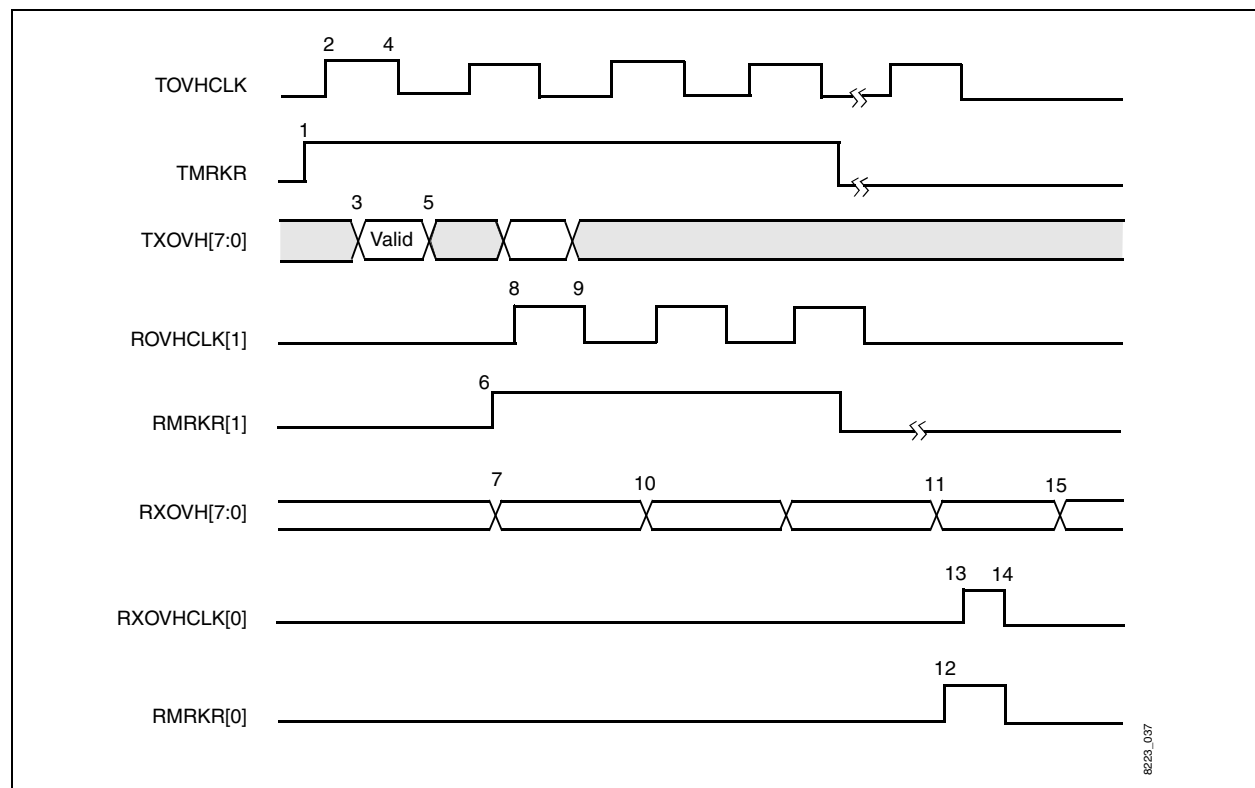 2 4
TOVHCLK
1
TMRKR
3 5
TXOVH[7:0] Valid
8 9
ROVHCLK[1]
6
RMRKR[1]
7 10 11 15
RXOVH[7:0]
13 14
RXOVHCLK[0]
12
RMRKR[0]
8223_037